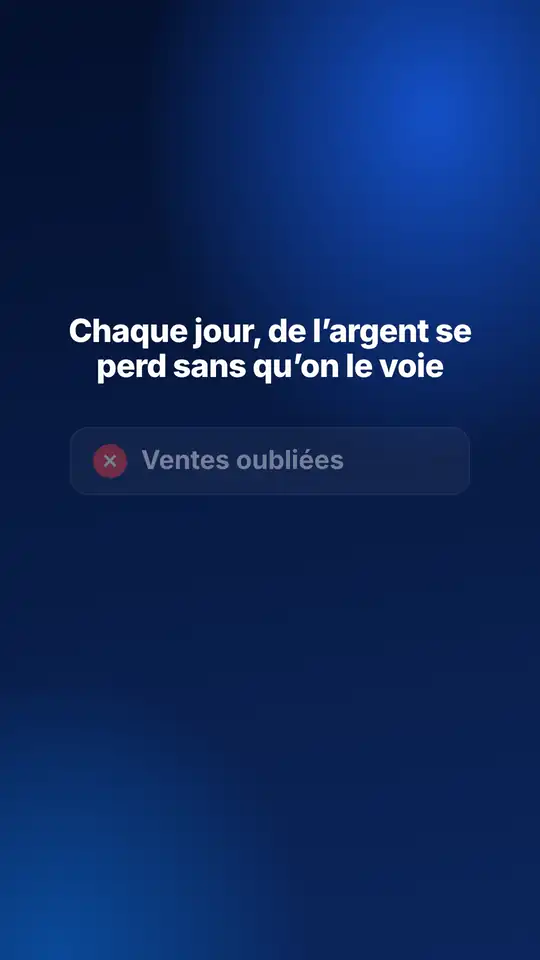 Chaque jour, de l’argent se
perd sans qu’on le voie
Ventes oubliées